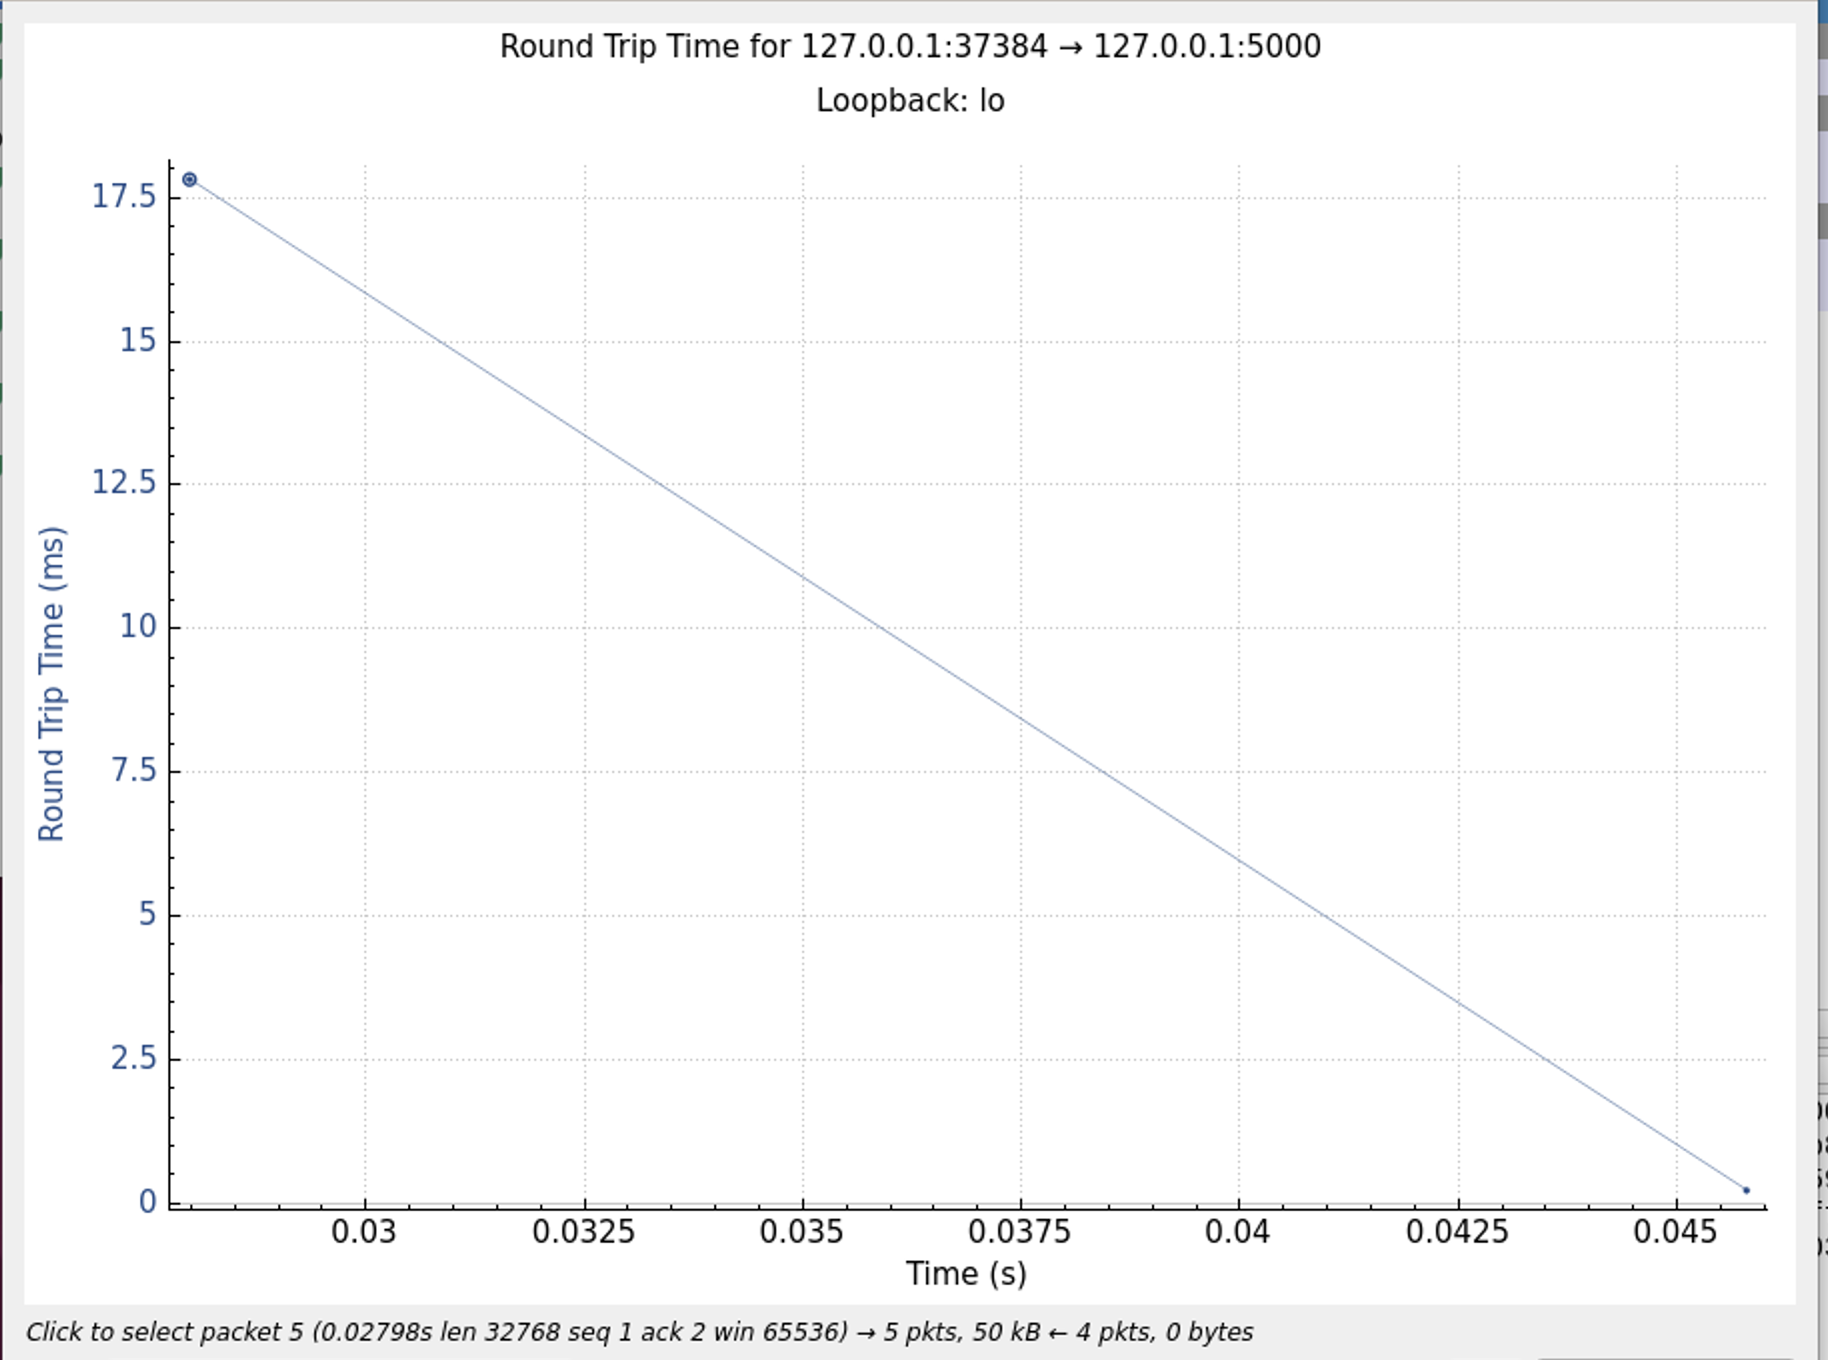 Round Trip Time for 127.0.0.1:37384 → 127.0.0.1:5000
Loopback: lo
17.5
15
12.5
10
7.5
5
2.5
0
Round Trip Time (ms)
0.03 0.0325 0.035 0.0375 0.04 0.0425 0.045
Time (s)
Click to select packet 5 (0.02798s len 32768 seq 1 ack 2 win 65536) → 5 pkts, 50 kB ← 4 pkts, 0 bytes